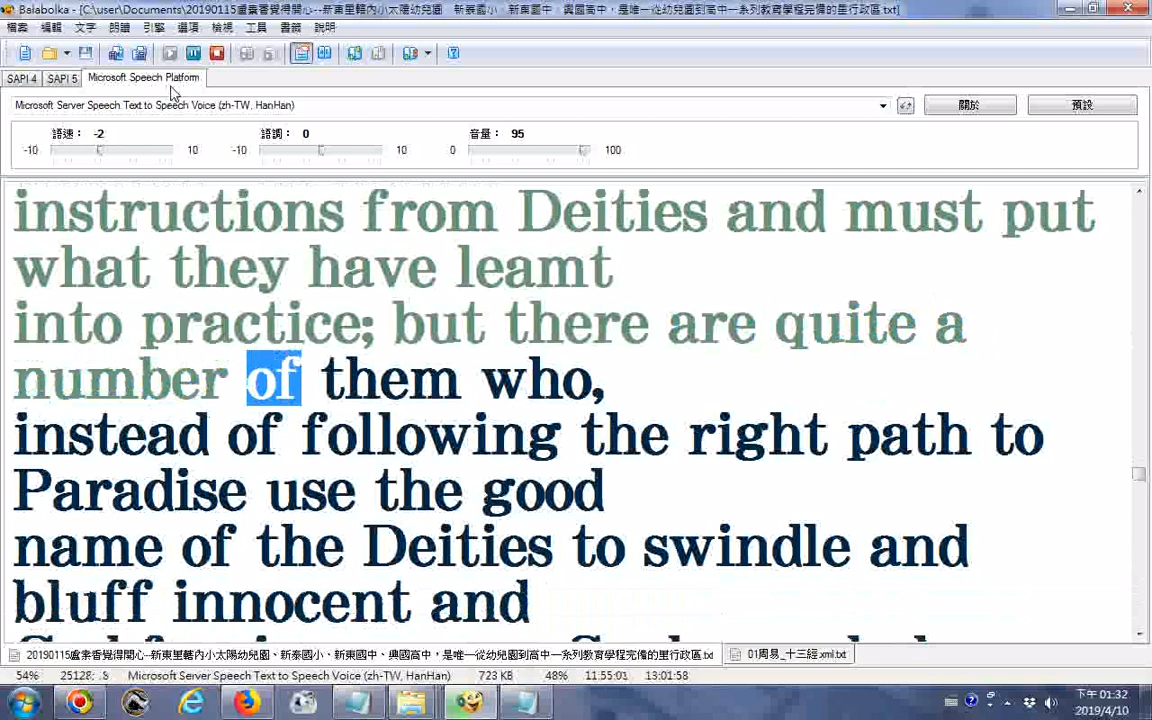 Balabolka - [C:\user\Documents\20190115盧素香覺得開心--新東里轄內小太陽幼兒園　新泰國小、新東國中、興國高中，是唯一從幼兒園到高中一系列教育學程完備的里行政區.txt]
檔案 編輯 文字 朗讀 引擎 選項 檢視 工具 書籤 說明
SAPI 4 SAPI 5 Microsoft Speech Platform
Microsoft Server Speech Text to Speech Voice (zh-TW, HanHan) 關於 預設
語速： -2 語調： 0 音量： 95
-10 10 -10 10 0 100
instructions from Deities and must put
what they have leamt
into practice; but there are quite a
number of them who,
instead of following the right path to
Paradise use the good
name of the Deities to swindle and
bluff innocent and
20190115盧素香覺得開心--新東里轄內小太陽幼兒園、新泰國小、新東國中、興國高中，是唯一從幼兒園到高中一系列教育學程完備的里行政區.txt 01周易_十三經.xml.txt
54% Microsoft Server Speech Text to Speech Voice (zh-TW, HanHan) 723 KB 48% 11:55:01 13:01:58
下午 01:32
2019/4/10